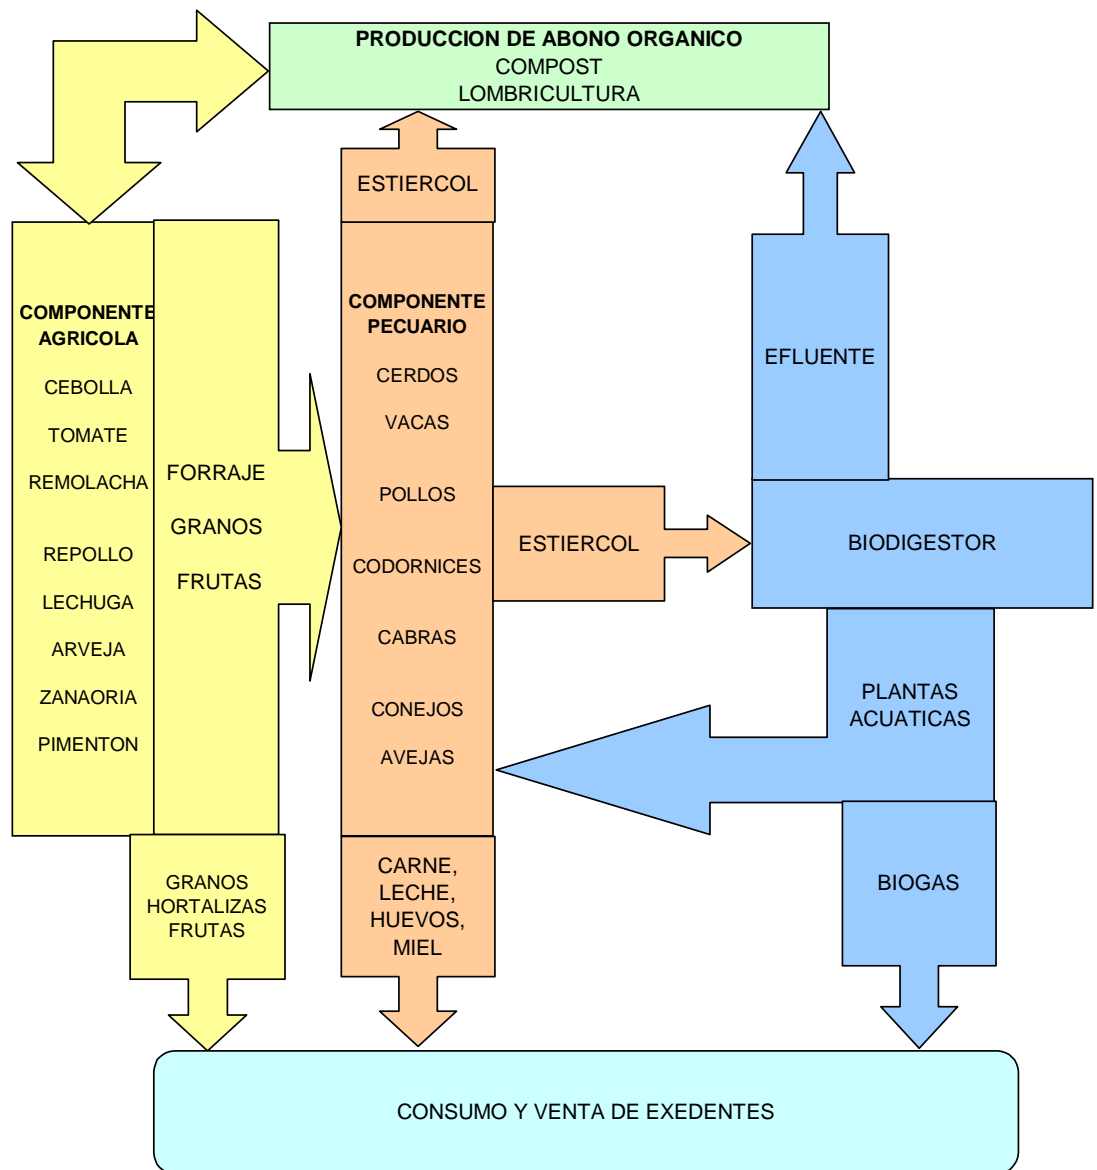 PRODUCCION DE ABONO ORGANICO
COMPOST
LOMBRICULTURA
ESTIERCOL
COMPONENTE
AGRICOLA
CEBOLLA
TOMATE
REMOLACHA
REPOLLO
LECHUGA
ARVEJA
ZANAORIA
PIMENTON
FORRAJE
GRANOS
FRUTAS
COMPONENTE
PECUARIO
CERDOS
VACAS
POLLOS
CODORNICES
CABRAS
CONEJOS
AVEJAS
ESTIERCOL
EFLUENTE
BIODIGESTOR
PLANTAS
ACUATICAS
BIOGAS
GRANOS
HORTALIZAS
FRUTAS
CARNE,
LECHE,
HUEVOS,
MIEL
CONSUMO Y VENTA DE EXEDENTES